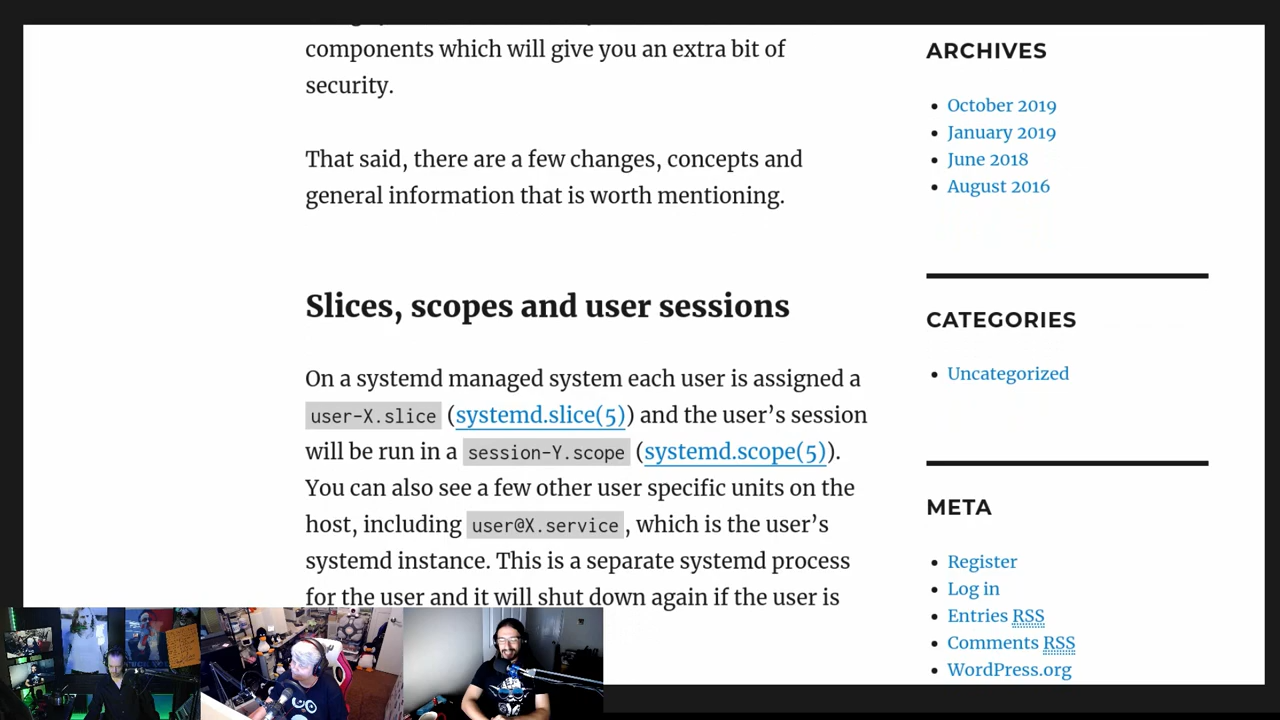 components which will give you an extra bit of
security.
That said, there are a few changes, concepts and
general information that is worth mentioning.
Slices, scopes and user sessions
On a systemd managed system each user is assigned a
user-X.slice (systemd.slice(5)) and the user’s session
will be run in a session-Y.scope (systemd.scope(5)).
You can also see a few other user specific units on the
host, including user@X.service, which is the user’s
systemd instance. This is a separate systemd process
for the user and it will shut down again if the user is
ARCHIVES
October 2019
January 2019
June 2018
August 2016
CATEGORIES
Uncategorized
META
Register
Log in
Entries RSS
Comments RSS
WordPress.org